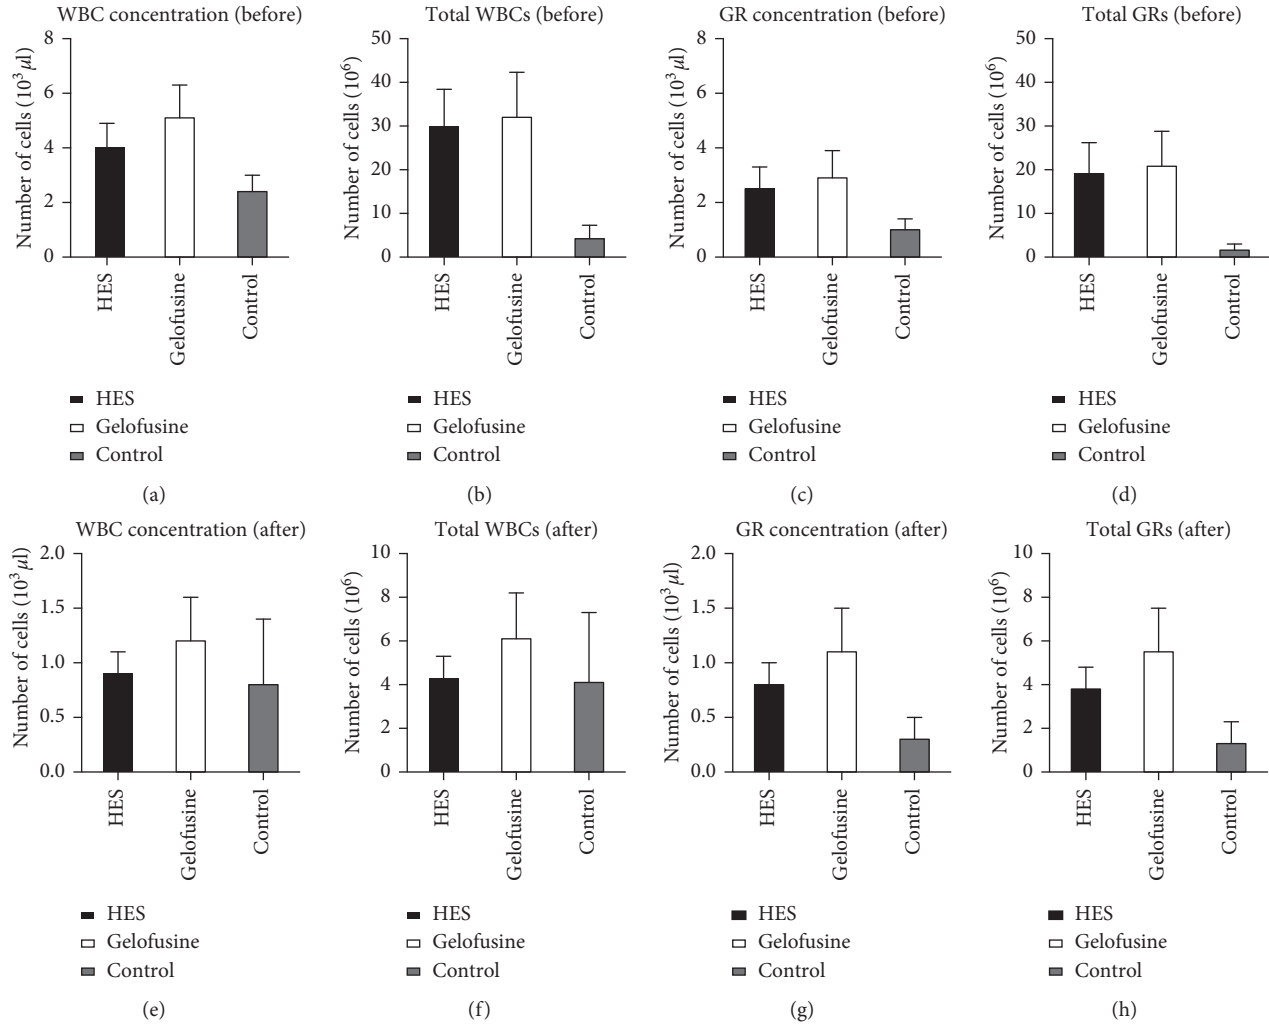 WBC concentration (before)
Number of cells (10³ μl)
8
6
4
2
0
HES
Gelofusine
Control
HES
Gelofusine
Control
(a)
Total WBCs (before)
Number of cells (10⁶)
50
40
30
20
10
0
HES
Gelofusine
Control
HES
Gelofusine
Control
(b)
GR concentration (before)
Number of cells (10³ μl)
8
6
4
2
0
HES
Gelofusine
Control
HES
Gelofusine
Control
(c)
Total GRs (before)
Number of cells (10⁶)
50
40
30
20
10
0
HES
Gelofusine
Control
HES
Gelofusine
Control
(d)
WBC concentration (after)
Number of cells (10³ μl)
2.0
1.5
1.0
0.5
0.0
HES
Gelofusine
Control
HES
Gelofusine
Control
(e)
Total WBCs (after)
Number of cells (10⁶)
10
8
6
4
2
0
HES
Gelofusine
Control
HES
Gelofusine
Control
(f)
GR concentration (after)
Number of cells (10³ μl)
2.0
1.5
1.0
0.5
0.0
HES
Gelofusine
Control
HES
Gelofusine
Control
(g)
Total GRs (after)
Number of cells (10⁶)
10
8
6
4
2
0
HES
Gelofusine
Control
HES
Gelofusine
Control
(h)